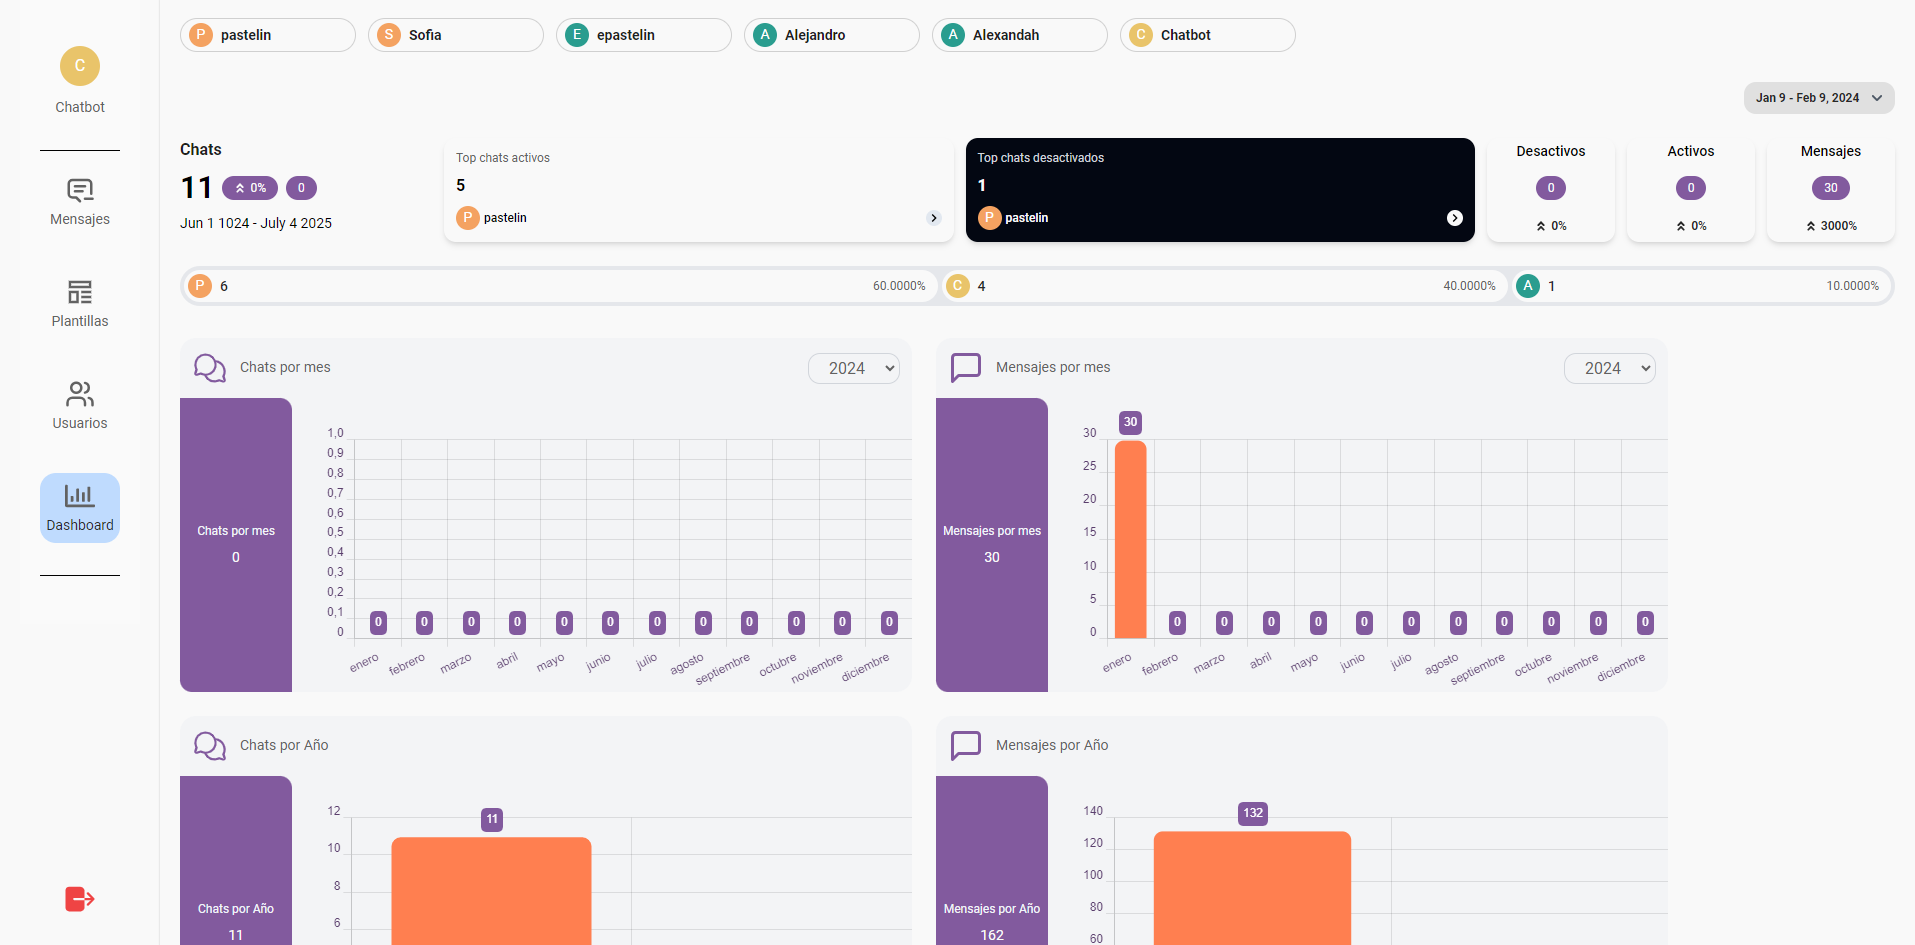 P pastelin
S Sofia
E epastelin
A Alejandro
A Alexandah
C Chatbot
C
Chatbot
Mensajes
Plantillas
Usuarios
Dashboard
Jan 9 - Feb 9, 2024
Chats
11 0% 0
Jun 1 1024 - July 4 2025
Top chats activos
5
P pastelin
Top chats desactivados
1
P pastelin
Desactivos
0
0%
Activos
0
0%
Mensajes
30
3000%
P 6 60.0000%
C 4 40.0000%
A 1 10.0000%
Chats por mes
2024
Chats por mes
0
1,0
0,9
0,8
0,7
0,6
0,5
0,4
0,3
0,2
0,1
0
0 0 0 0 0 0 0 0 0 0 0 0
enero febrero marzo abril mayo junio julio agosto septiembre octubre noviembre diciembre
Mensajes por mes
2024
Mensajes por mes
30
30
30
25
20
15
10
5
0
0 0 0 0 0 0 0 0 0 0 0
enero febrero marzo abril mayo junio julio agosto septiembre octubre noviembre diciembre
Chats por Año
Chats por Año
11
12
10
8
6
11
Mensajes por Año
Mensajes por Año
162
140
120
100
80
60
132